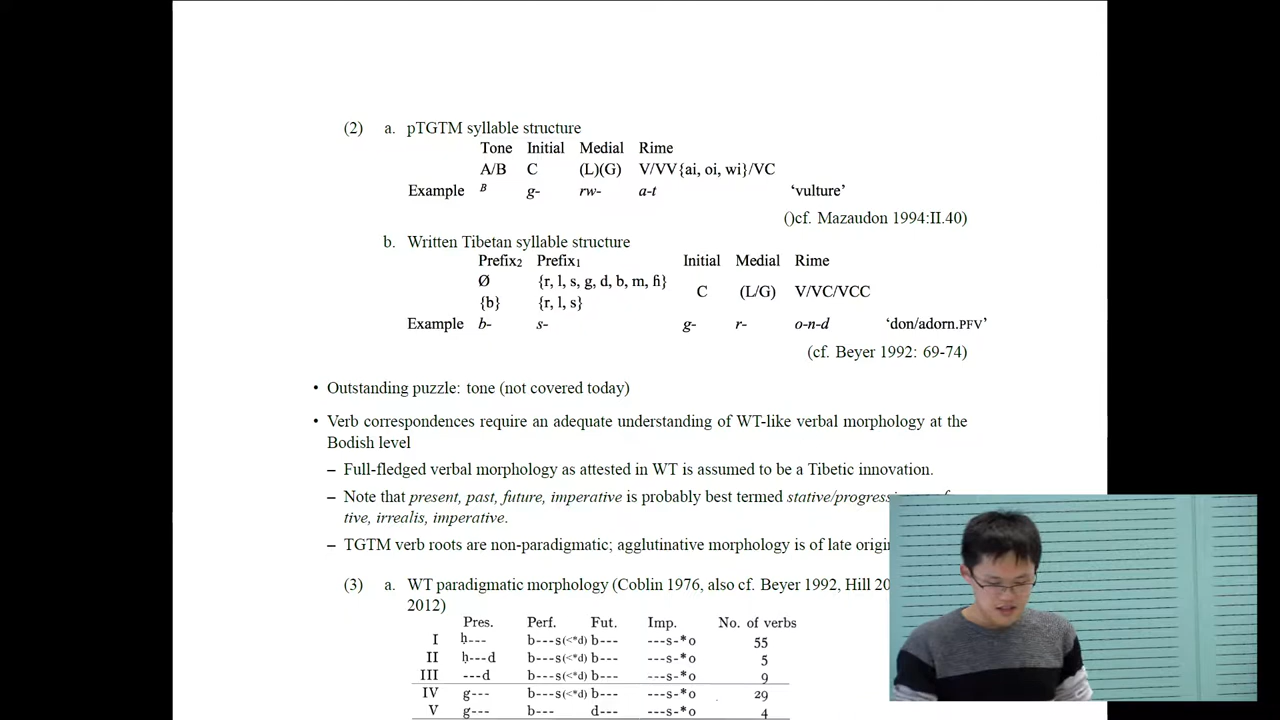 (2) a. pTGTM syllable structure
Tone Initial Medial Rime
A/B C (L)(G) V/VV{ai, oi, wi}/VC
Example B g- rw- a-t ‘vulture’
()cf. Mazaudon 1994:II.40)
b. Written Tibetan syllable structure
Prefix2 Prefix1 Initial Medial Rime
Ø {r, l, s, g, d, b, m, ɦ}
C (L/G) V/VC/VCC
{b} {r, l, s}
Example b- s- g- r- o-n-d ‘don/adorn.PFV’
(cf. Beyer 1992: 69-74)
• Outstanding puzzle: tone (not covered today)
• Verb correspondences require an adequate understanding of WT-like verbal morphology at the
Bodish level
– Full-fledged verbal morphology as attested in WT is assumed to be a Tibetic innovation.
– Note that present, past, future, imperative is probably best termed
tive, irrealis, imperative.
– TGTM verb roots are non-paradigmatic; agglutinative morphology is of late
(3) a. WT paradigmatic morphology (Coblin 1976, also cf. Beyer 1992, Hill
2012)
Pres. Perf. Fut. Imp. No. of verbs
I ḥ--- b---s(<*d) b--- ---s-*o 55
II ḥ---d b---s(<*d) b--- ---s-*o 5
III ---d b---s(<*d) b--- ---s-*o 9
IV g--- b---s(<*d) b--- ---s-*o 29
V g--- b--- d--- ---s-*o 4